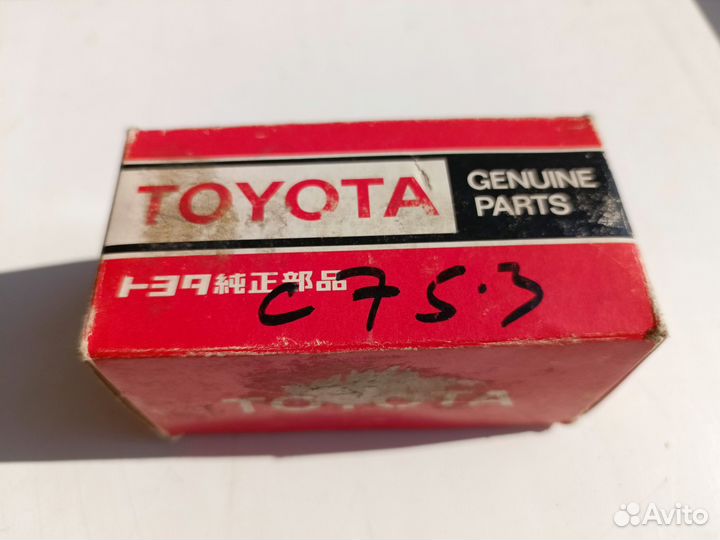 TOYOTA
GENUINE
PARTS
トヨタ純正部品
C75.3
TOYOTA
Avito